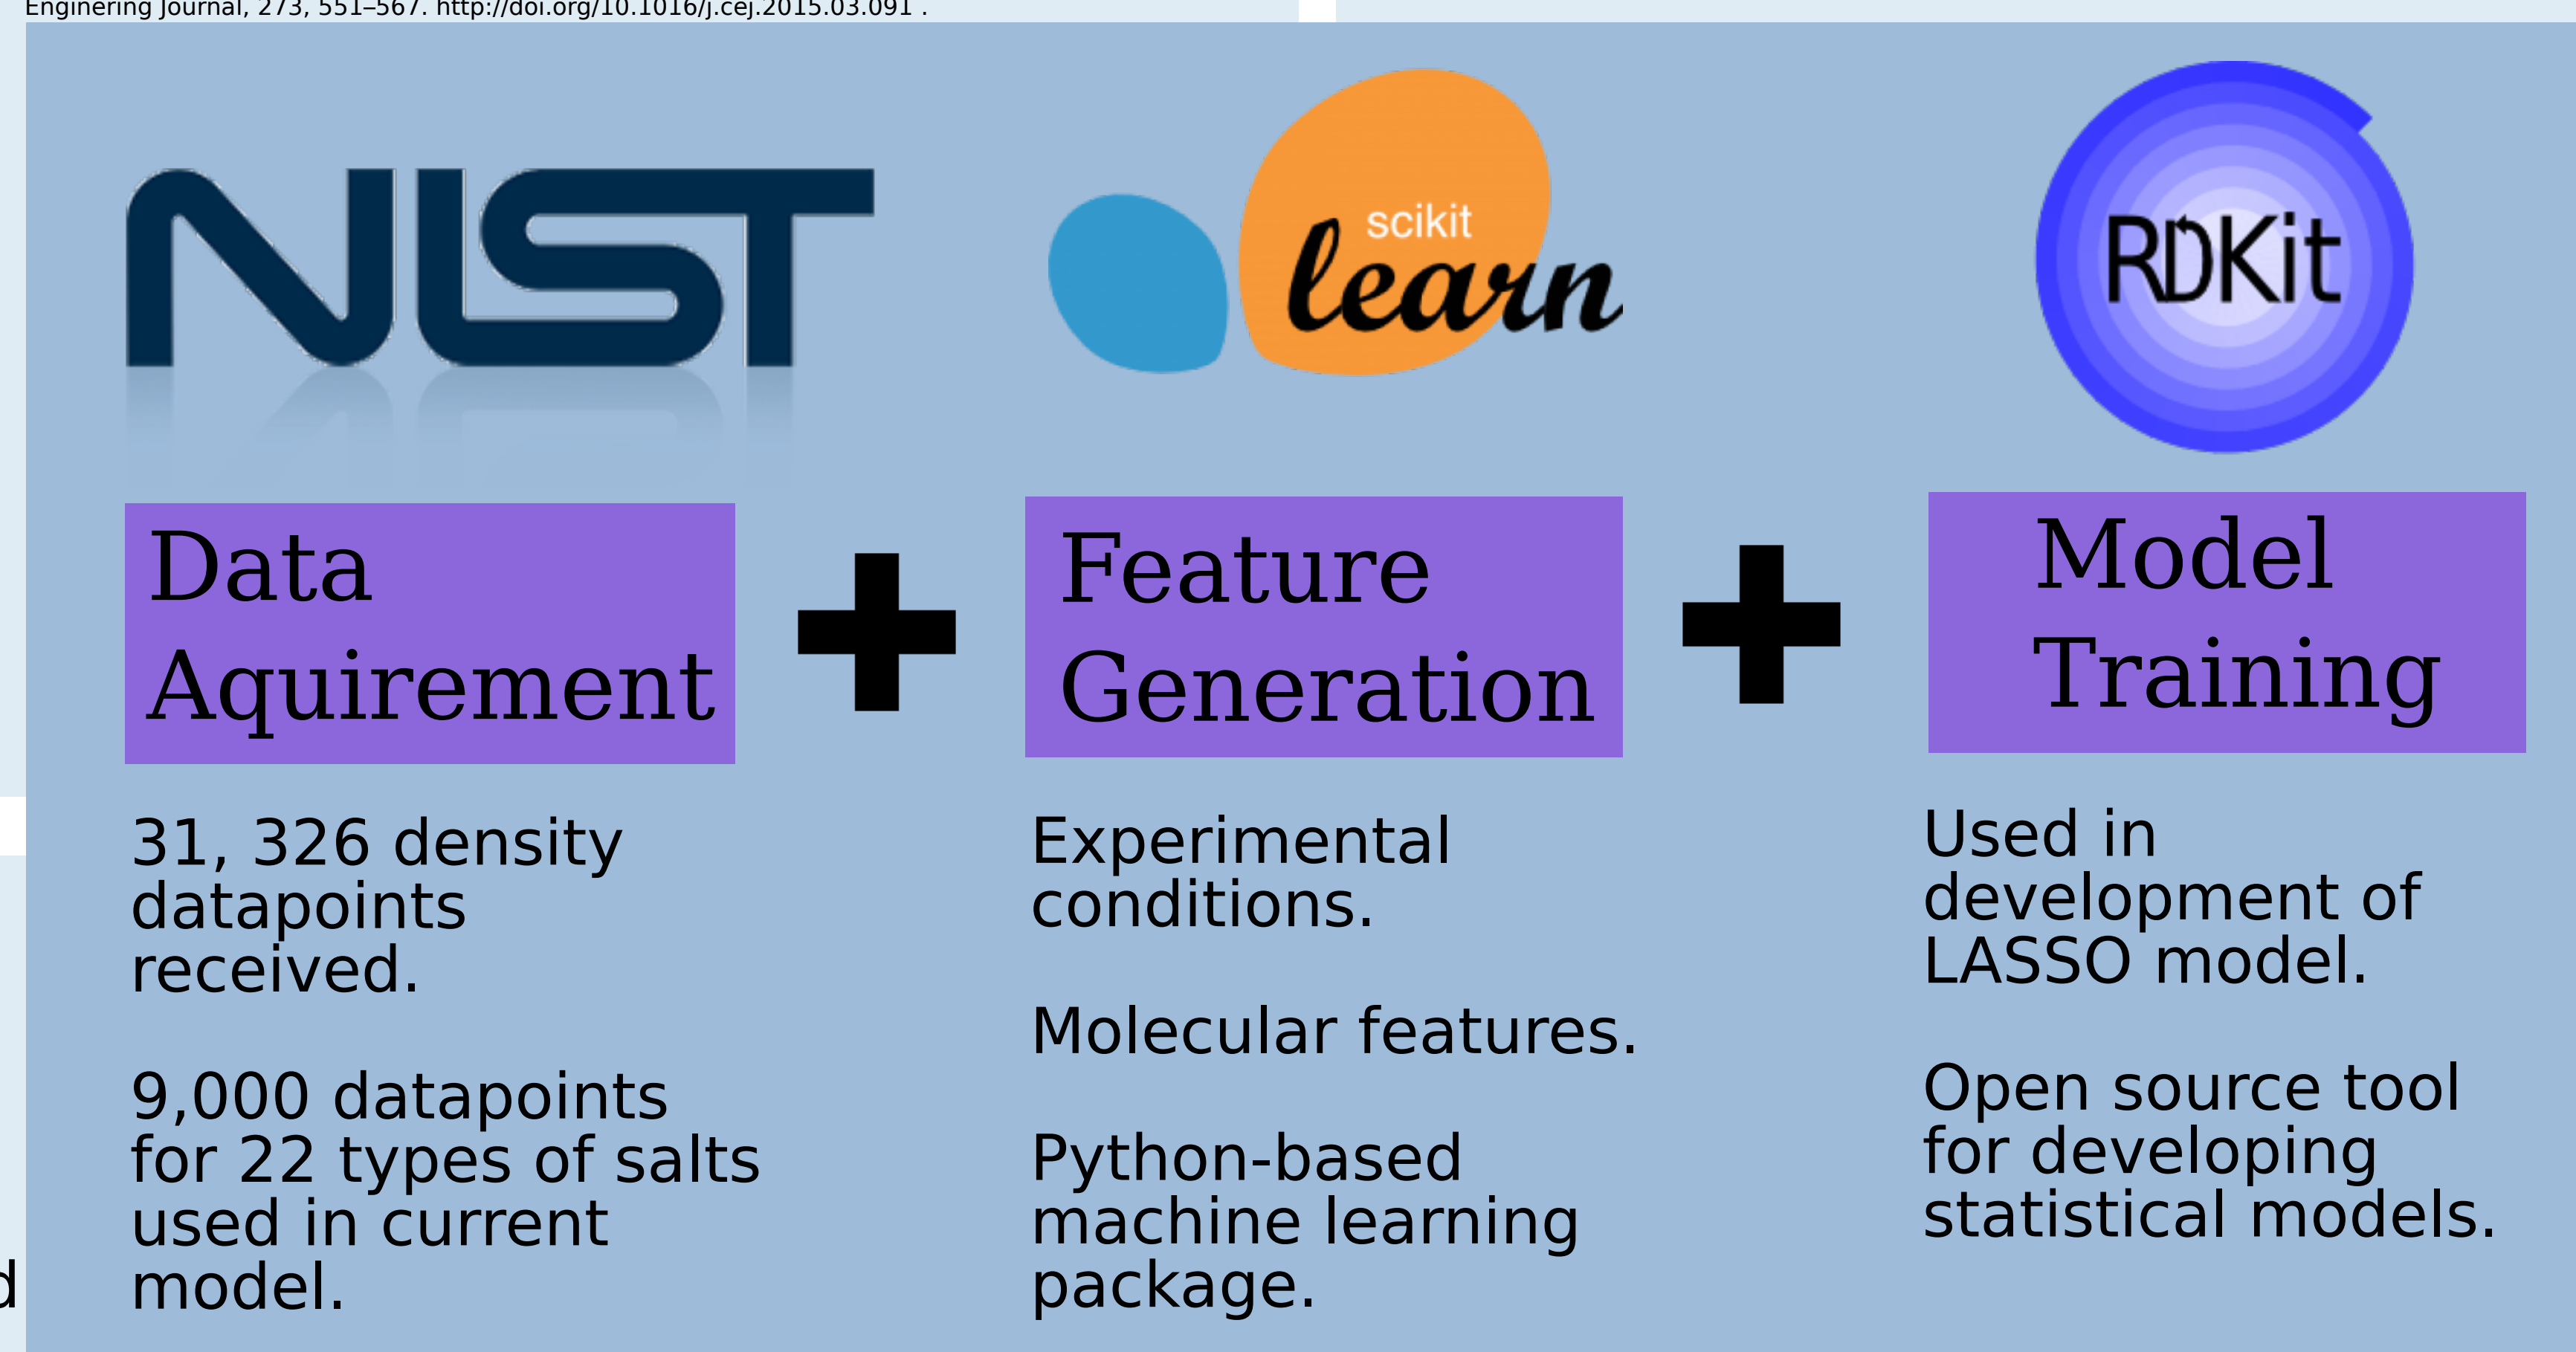 Enginering Journal, 273, 551–567. http://doi.org/10.1016/j.cej.2015.03.091 .
NIST
scikit
learn
RDKit
Data
Aquirement
Feature
Generation
Model
Training
31, 326 density
datapoints
received.
9,000 datapoints
for 22 types of salts
used in current
model.
Experimental
conditions.
Molecular features.
Python-based
machine learning
package.
Used in
development of
LASSO model.
Open source tool
for developing
statistical models.
d